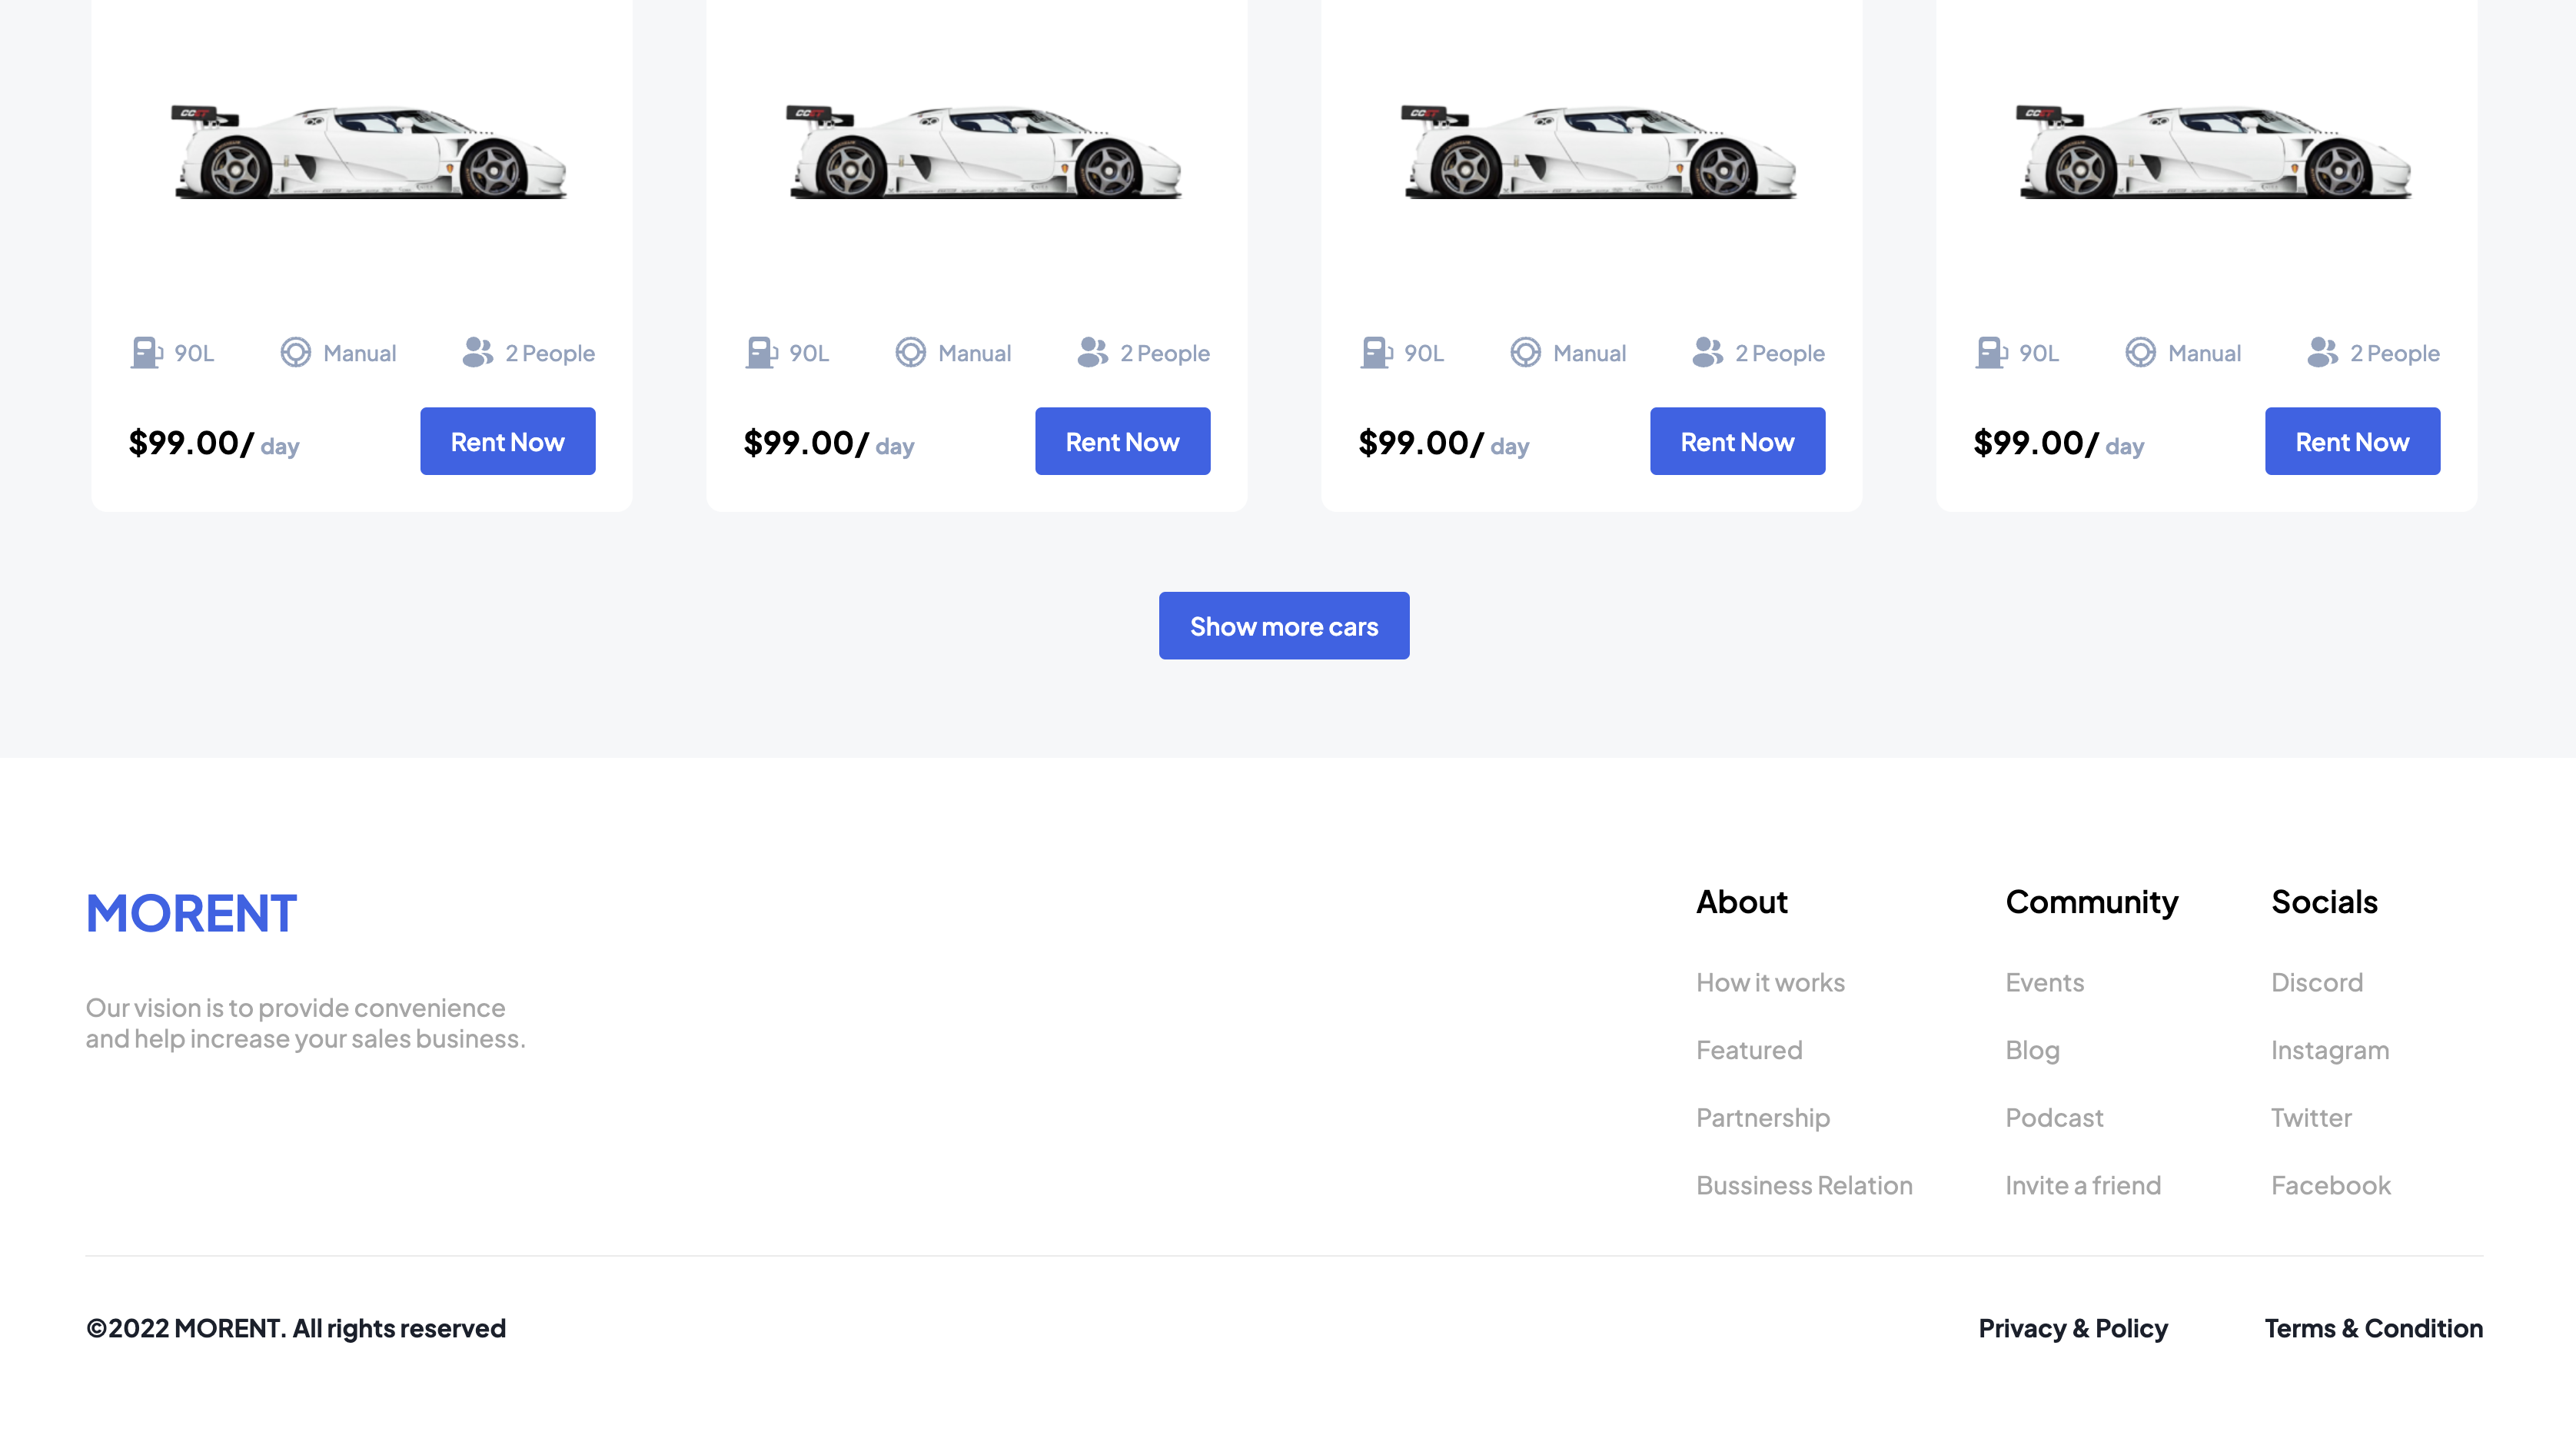 CCXT CCXT CCXT CCXT
90L Manual 2 People 90L Manual 2 People 90L Manual 2 People 90L Manual 2 People
$99.00/ day Rent Now $99.00/ day Rent Now $99.00/ day Rent Now $99.00/ day Rent Now
Show more cars
MORENT
Our vision is to provide convenience
and help increase your sales business.
About
How it works
Featured
Partnership
Bussiness Relation
Community
Events
Blog
Podcast
Invite a friend
Socials
Discord
Instagram
Twitter
Facebook
©2022 MORENT. All rights reserved
Privacy & Policy
Terms & Condition